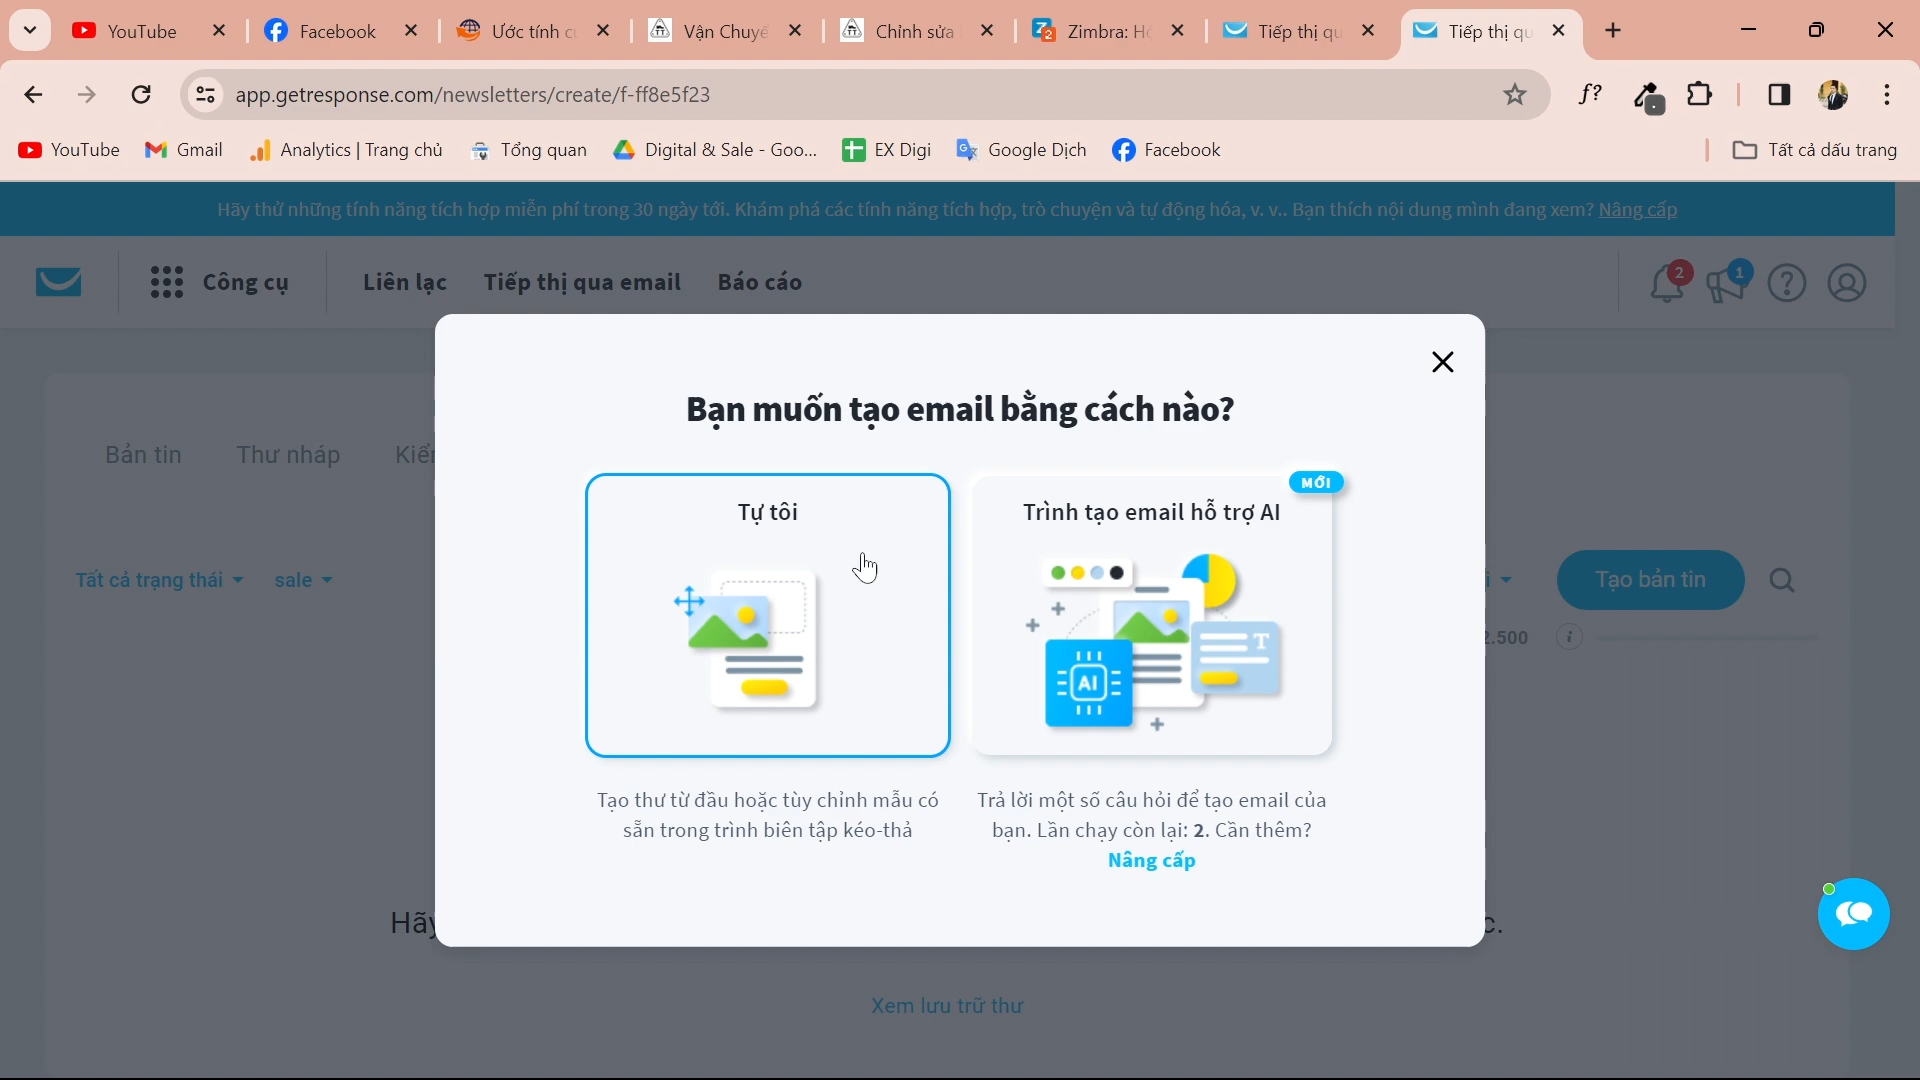 YouTube
Facebook
Ước tính c
Vận Chuyể
Chỉnh sửa
Zimbra: H
Tiếp thị qu
Tiếp thị qu
app.getresponse.com/newsletters/create/f-ff8e5f23
f?
YouTube
Gmail
Analytics | Trang chủ
Tổng quan
Digital & Sale - Goo...
EX Digi
Google Dịch
Facebook
Tất cả dấu trang
Hãy thử những tính năng tích hợp miễn phí trong 30 ngày tới. Khám phá các tính năng tích hợp, trò chuyện và tự động hóa, v. v.. Bạn thích nội dung mình đang xem? Nâng cấp
Công cụ
Liên lạc
Tiếp thị qua email
Báo cáo
2
1
Bạn muốn tạo email bằng cách nào?
Bản tin
Thư nháp
Kiể
MỚI
Tự tôi
Trình tạo email hỗ trợ AI
Tất cả trạng thái
sale
Tạo bản tin
2.500
T
AI
Tạo thư từ đầu hoặc tùy chỉnh mẫu có
sẵn trong trình biên tập kéo-thả
Trả lời một số câu hỏi để tạo email của
bạn. Lần chạy còn lại: 2. Cần thêm?
Nâng cấp
Hãy
c.
Xem lưu trữ thư